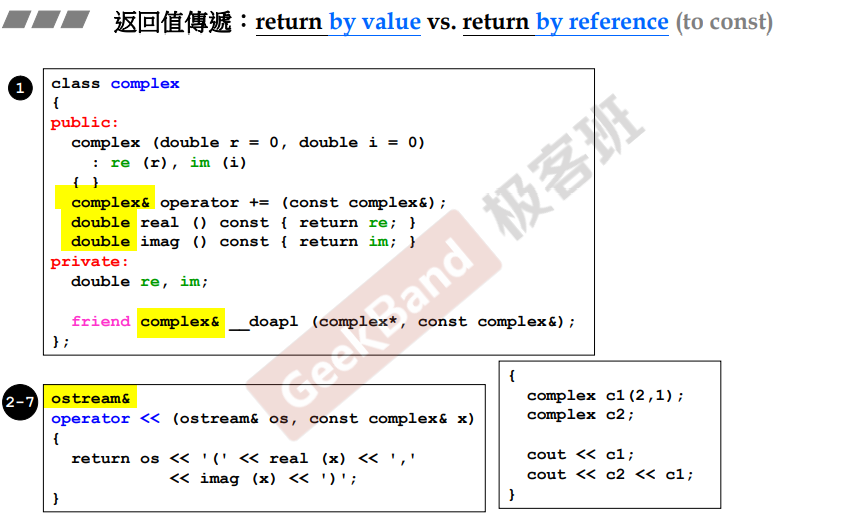 返回值傳遞：return by value vs. return by reference (to const)
1
class complex
{
public:
complex (double r = 0, double i = 0)
: re (r), im (i)
{ }
complex& operator += (const complex&);
double real () const { return re; }
double imag () const { return im; }
private:
double re, im;
friend complex& __doapl (complex*, const complex&);
};
2-7
ostream&
operator << (ostream& os, const complex& x)
{
return os << '(' << real (x) << ','
<< imag (x) << ')';
}
{
complex c1(2,1);
complex c2;
cout << c1;
cout << c2 << c1;
}
GeekBand 极客班